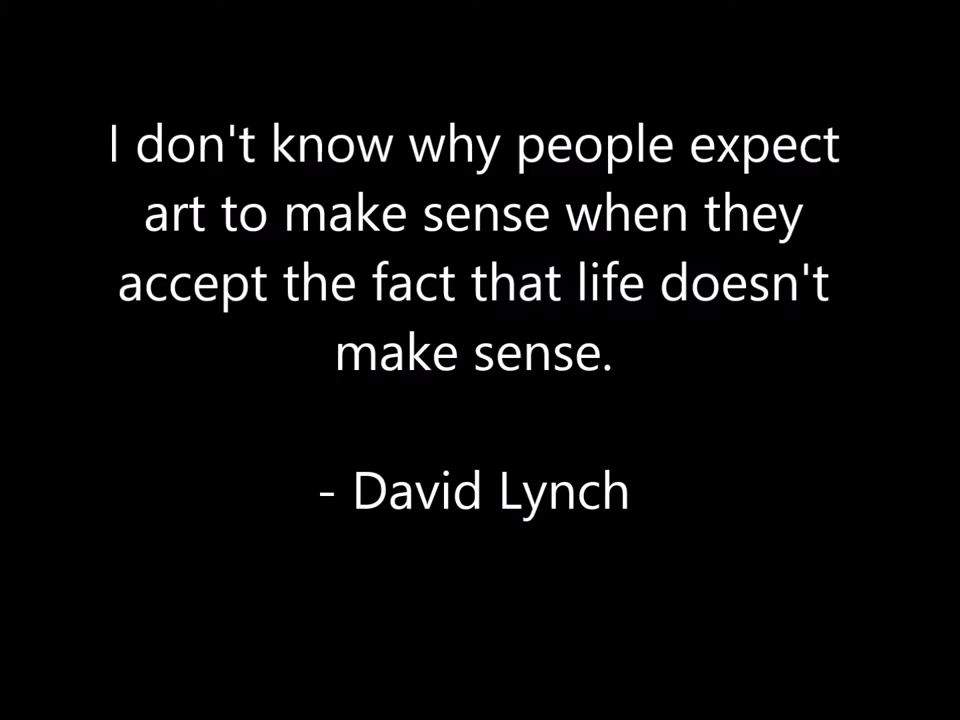 I don't know why people expect
art to make sense when they
accept the fact that life doesn't
make sense.
- David Lynch